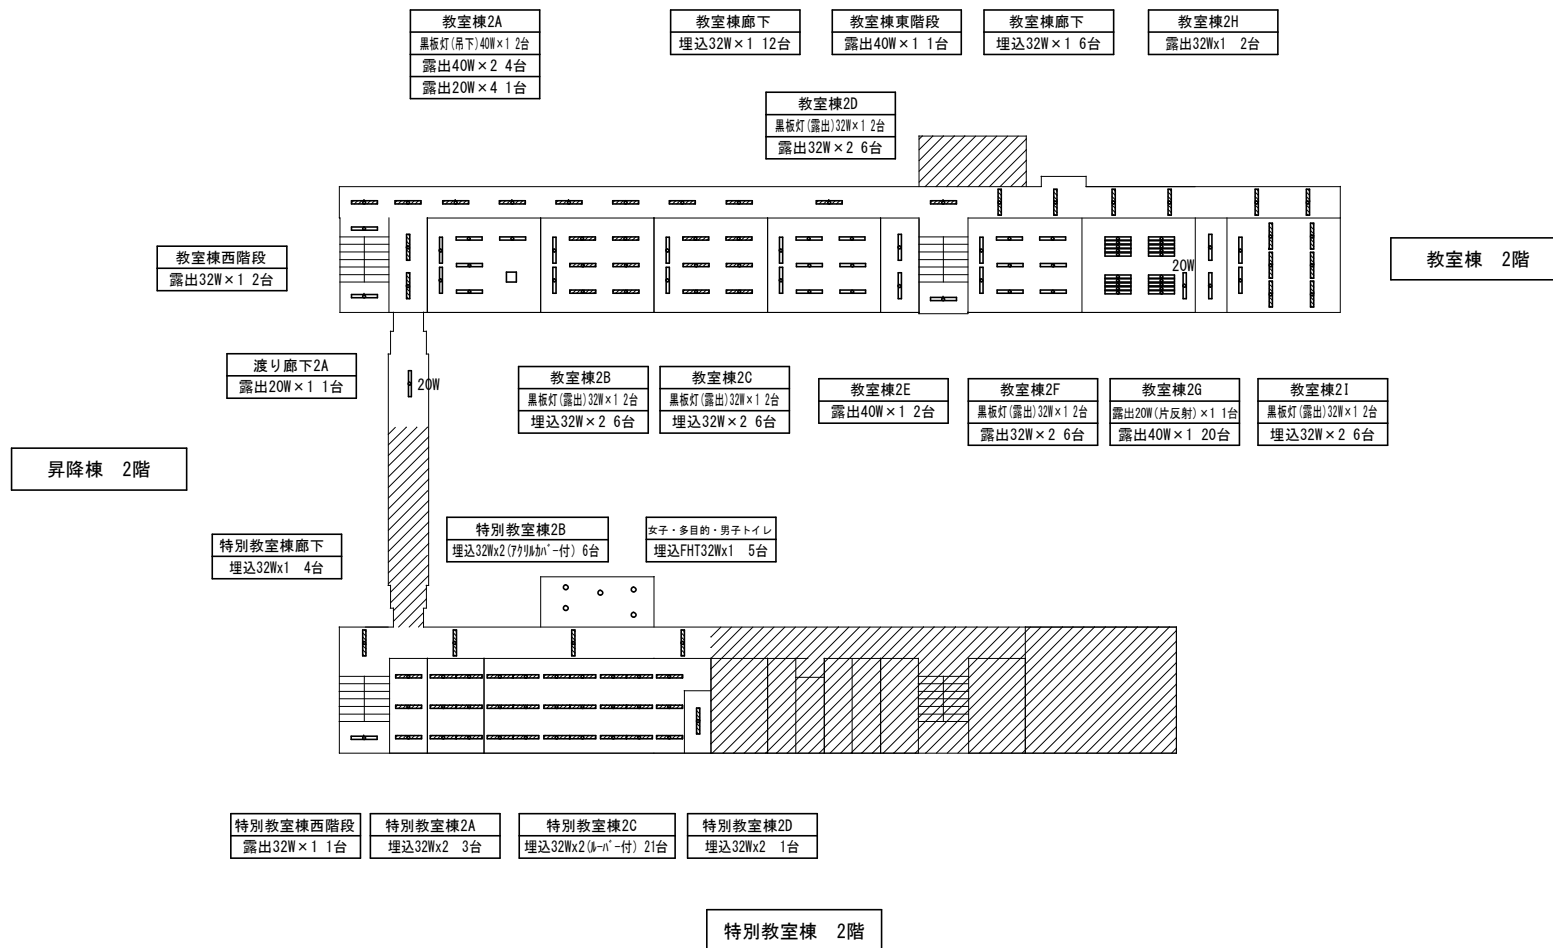 教室棟2A
黒板灯(吊下)40W×1 2台
露出40W×2 4台
露出20W×4 1台
教室棟廊下
埋込32W×1 12台
教室棟東階段
露出40W×1 1台
教室棟廊下
埋込32W×1 6台
教室棟2H
露出32Wx1 2台
教室棟2D
黒板灯(露出)32W×1 2台
露出32W×2 6台
教室棟西階段
露出32W×1 2台
20W
教室棟 2階
渡り廊下2A
露出20W×1 1台
20W
教室棟2B
黒板灯(露出)32W×1 2台
埋込32W×2 6台
教室棟2C
黒板灯(露出)32W×1 2台
埋込32W×2 6台
教室棟2E
露出40W×1 2台
教室棟2F
黒板灯(露出)32W×1 2台
露出32W×2 6台
教室棟2G
露出20W(片反射)×1 1台
露出40W×1 20台
教室棟2I
黒板灯(露出)32W×1 2台
埋込32W×2 6台
昇降棟 2階
特別教室棟廊下
埋込32Wx1 4台
特別教室棟2B
埋込32Wx2(アクリルカバー付) 6台
女子・多目的・男子トイレ
埋込FHT32Wx1 5台
特別教室棟西階段
露出32W×1 1台
特別教室棟2A
埋込32Wx2 3台
特別教室棟2C
埋込32Wx2(ルーバー付) 21台
特別教室棟2D
埋込32Wx2 1台
特別教室棟 2階